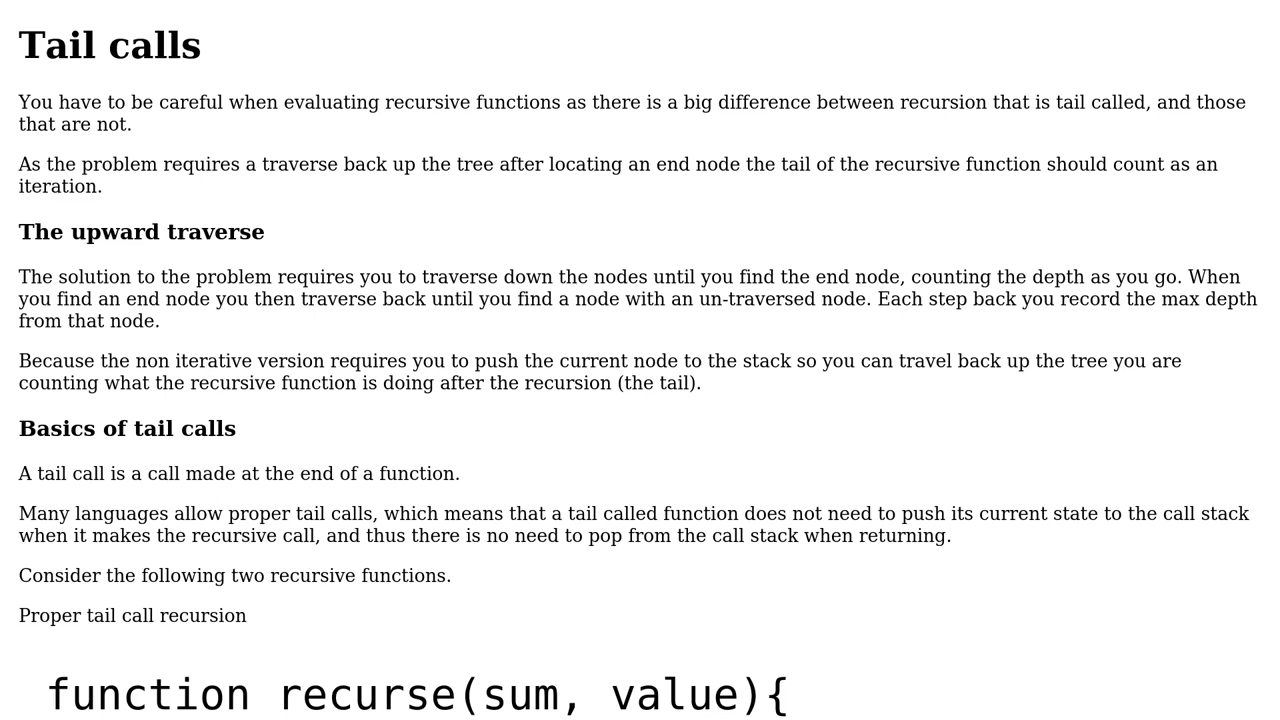 Tail calls
You have to be careful when evaluating recursive functions as there is a big difference between recursion that is tail called, and those
that are not.
As the problem requires a traverse back up the tree after locating an end node the tail of the recursive function should count as an
iteration.
The upward traverse
The solution to the problem requires you to traverse down the nodes until you find the end node, counting the depth as you go. When
you find an end node you then traverse back until you find a node with an un-traversed node. Each step back you record the max depth
from that node.
Because the non iterative version requires you to push the current node to the stack so you can travel back up the tree you are
counting what the recursive function is doing after the recursion (the tail).
Basics of tail calls
A tail call is a call made at the end of a function.
Many languages allow proper tail calls, which means that a tail called function does not need to push its current state to the call stack
when it makes the recursive call, and thus there is no need to pop from the call stack when returning.
Consider the following two recursive functions.
Proper tail call recursion
function recurse(sum, value){